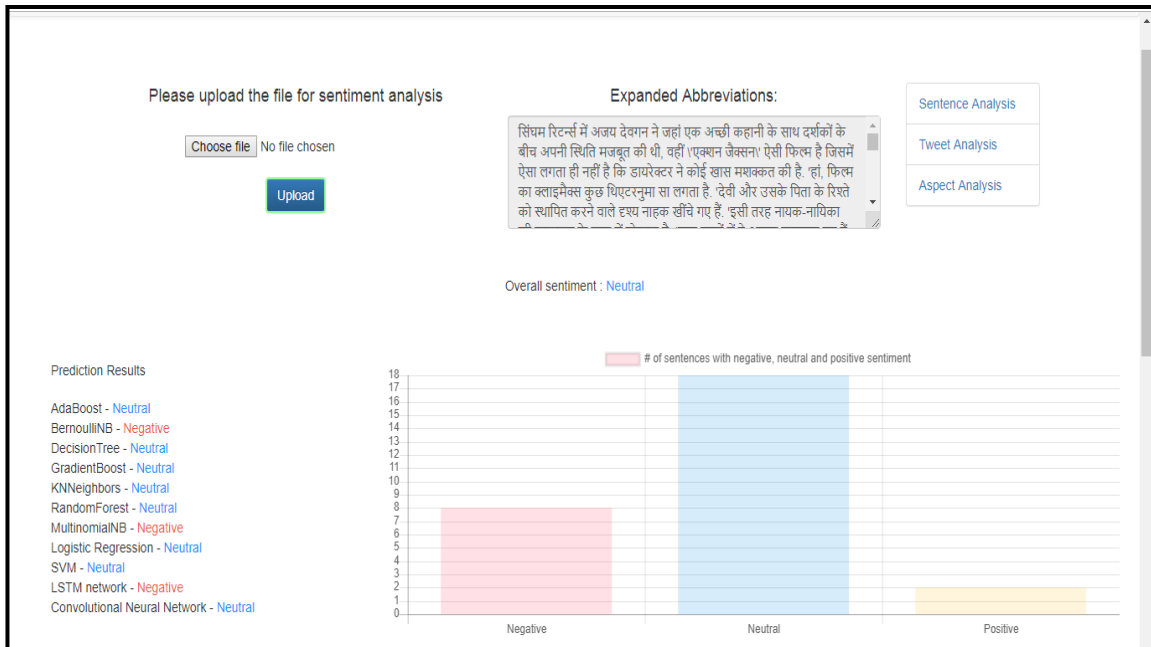 Please upload the file for sentiment analysis
Choose file No file chosen
Upload
Expanded Abbreviations:
सिंघम रिटर्न्स में अजय देवगन ने जहां एक अच्छी कहानी के साथ दर्शकों के
बीच अपनी स्थिति मजबूत की थी, वहीं \'एक्शन जैक्सन\' ऐसी फिल्म है जिसमें
ऐसा लगता ही नहीं है कि डायरेक्टर ने कोई खास मशक्कत की है. 'हां, फिल्म
का क्लाइमैक्स कुछ थिएटरनुमा सा लगता है. 'देवी और उसके पिता के रिश्ते
को स्थापित करने वाले दृश्य नाहक खींचे गए हैं. 'इसी तरह नायक-नायिका
Sentence Analysis
Tweet Analysis
Aspect Analysis
Overall sentiment : Neutral
Prediction Results
AdaBoost - Neutral
BernoulliNB - Negative
DecisionTree - Neutral
GradientBoost - Neutral
KNNeighbors - Neutral
RandomForest - Neutral
MultinomialNB - Negative
Logistic Regression - Neutral
SVM - Neutral
LSTM network - Negative
Convolutional Neural Network - Neutral
# of sentences with negative, neutral and positive sentiment
18
17
16
15
14
13
12
11
10
9
8
7
6
5
4
3
2
1
0
Negative Neutral Positive